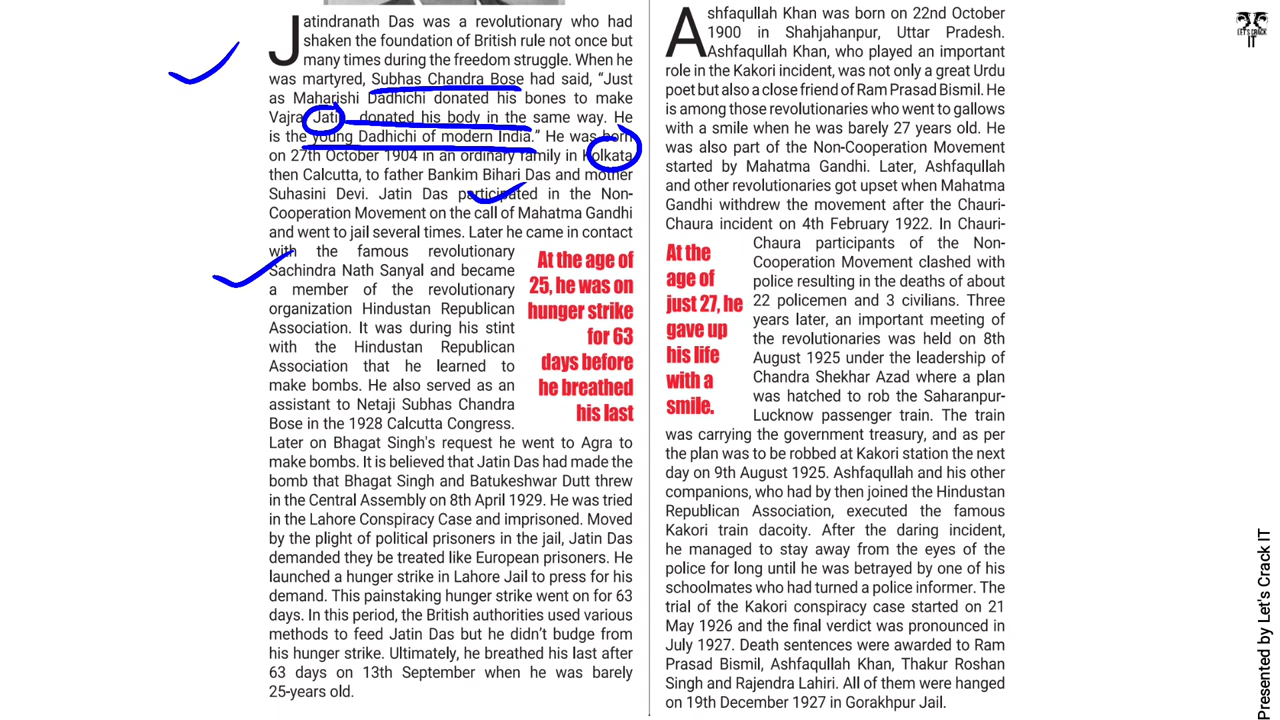 Jatindranath Das was a revolutionary who had
shaken the foundation of British rule not once but
many times during the freedom struggle. When he
was martyred, Subhas Chandra Bose had said, “Just
as Maharishi Dadhichi donated his bones to make
Vajra Jatin donated his body in the same way. He
is the young Dadhichi of modern India.” He was born
on 27th October 1904 in an ordinary family in Kolkata
then Calcutta, to father Bankim Bihari Das and mother
Suhasini Devi. Jatin Das participated in the Non-
Cooperation Movement on the call of Mahatma Gandhi
and went to jail several times. Later he came in contact
with the famous revolutionary
Sachindra Nath Sanyal and became
a member of the revolutionary
organization Hindustan Republican
Association. It was during his stint
with the Hindustan Republican
Association that he learned to
make bombs. He also served as an
assistant to Netaji Subhas Chandra
Bose in the 1928 Calcutta Congress.
Later on Bhagat Singh's request he went to Agra to
make bombs. It is believed that Jatin Das had made the
bomb that Bhagat Singh and Batukeshwar Dutt threw
in the Central Assembly on 8th April 1929. He was tried
in the Lahore Conspiracy Case and imprisoned. Moved
by the plight of political prisoners in the jail, Jatin Das
demanded they be treated like European prisoners. He
launched a hunger strike in Lahore Jail to press for his
demand. This painstaking hunger strike went on for 63
days. In this period, the British authorities used various
methods to feed Jatin Das but he didn’t budge from
his hunger strike. Ultimately, he breathed his last after
63 days on 13th September when he was barely
25-years old.
At the age of
25, he was on
hunger strike
for 63
days before
he breathed
his last
Ashfaqullah Khan was born on 22nd October
1900 in Shahjahanpur, Uttar Pradesh.
Ashfaqullah Khan, who played an important
role in the Kakori incident, was not only a great Urdu
poet but also a close friend of Ram Prasad Bismil. He
is among those revolutionaries who went to gallows
with a smile when he was barely 27 years old. He
was also part of the Non-Cooperation Movement
started by Mahatma Gandhi. Later, Ashfaqullah
and other revolutionaries got upset when Mahatma
Gandhi withdrew the movement after the Chauri-
Chaura incident on 4th February 1922. In Chauri-
Chaura participants of the Non-
Cooperation Movement clashed with
police resulting in the deaths of about
22 policemen and 3 civilians. Three
years later, an important meeting of
the revolutionaries was held on 8th
August 1925 under the leadership of
Chandra Shekhar Azad where a plan
was hatched to rob the Saharanpur-
Lucknow passenger train. The train
was carrying the government treasury, and as per
the plan was to be robbed at Kakori station the next
day on 9th August 1925. Ashfaqullah and his other
companions, who had by then joined the Hindustan
Republican Association, executed the famous
Kakori train dacoity. After the daring incident,
he managed to stay away from the eyes of the
police for long until he was betrayed by one of his
schoolmates who had turned a police informer. The
trial of the Kakori conspiracy case started on 21
May 1926 and the final verdict was pronounced in
July 1927. Death sentences were awarded to Ram
Prasad Bismil, Ashfaqullah Khan, Thakur Roshan
Singh and Rajendra Lahiri. All of them were hanged
on 19th December 1927 in Gorakhpur Jail.
At the
age of
just 27, he
gave up
his life
with a
smile.
LET'S CRACK
IT
Presented by Let's Crack IT